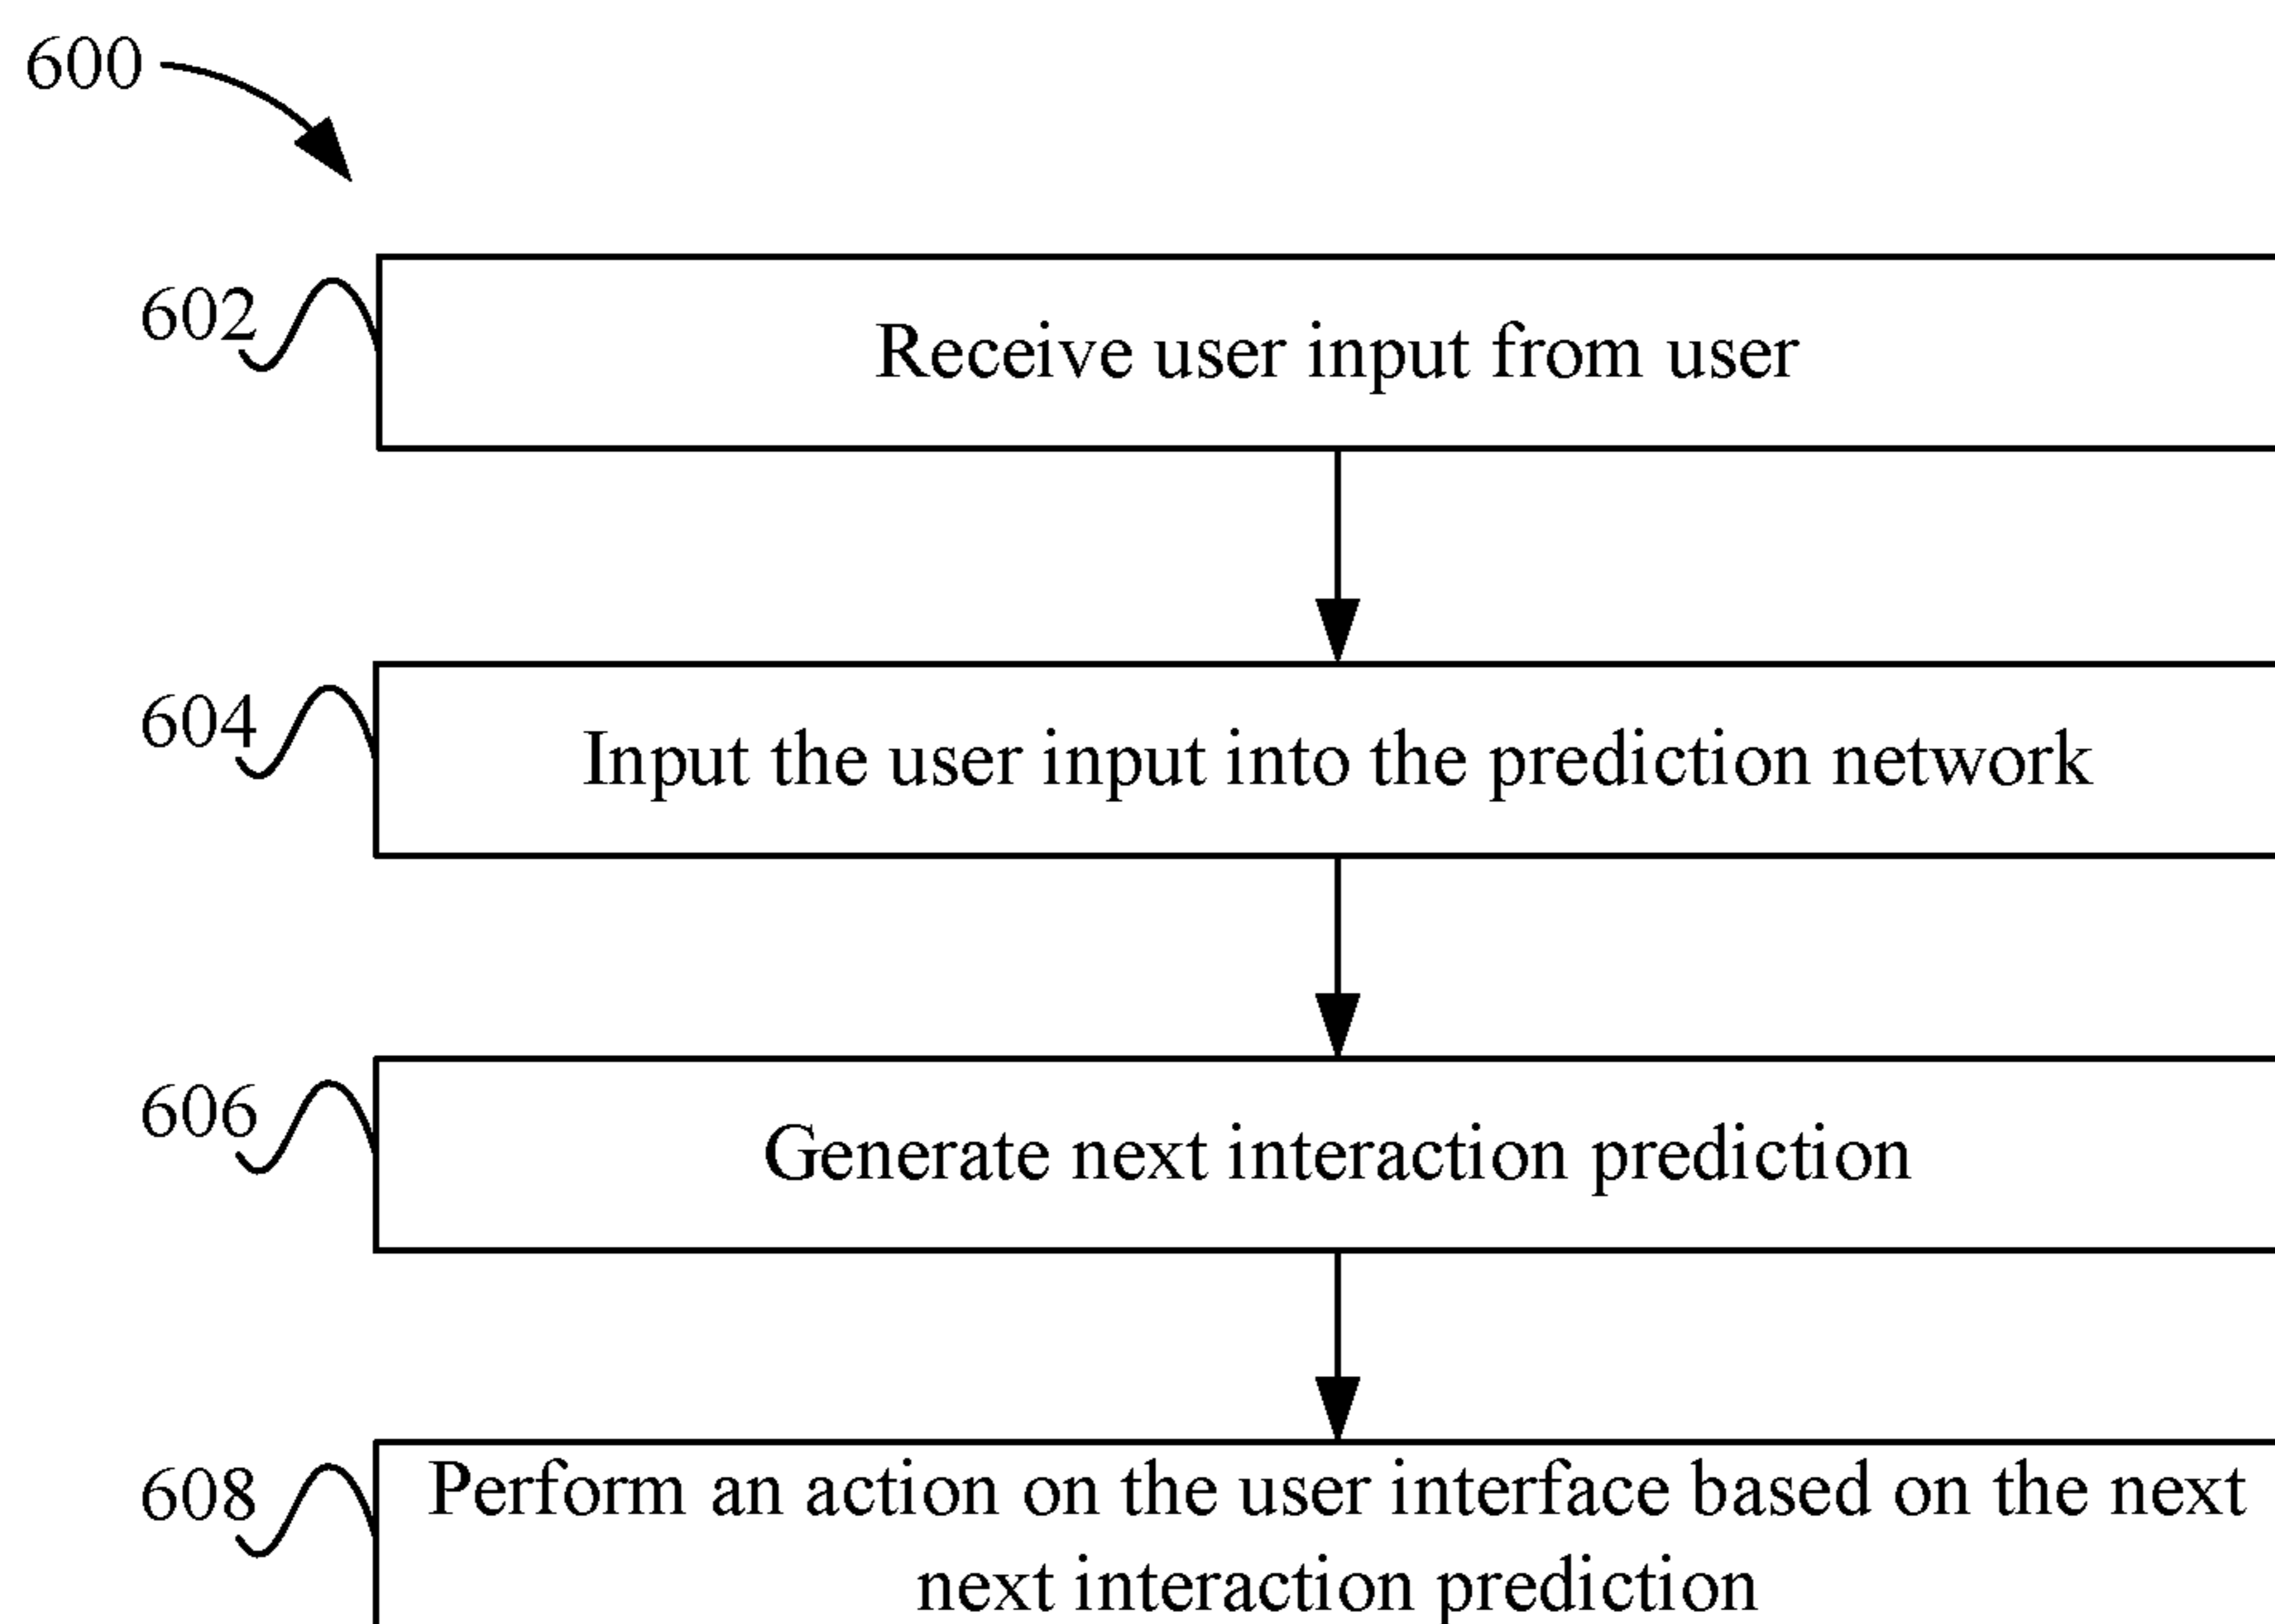 600
602
Receive user input from user
604
Input the user input into the prediction network
606
Generate next interaction prediction
608
Perform an action on the user interface based on the next
next interaction prediction